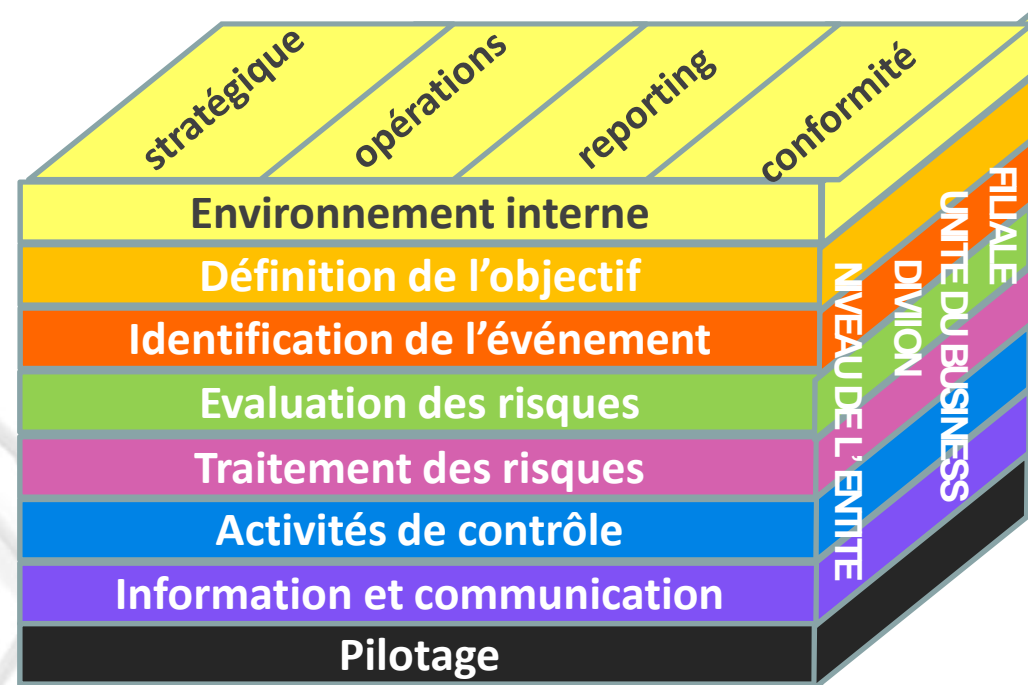 stratégique
opérations
reporting
conformité
Environnement interne
Définition de l’objectif
Identification de l’événement
Evaluation des risques
Traitement des risques
Activités de contrôle
Information et communication
Pilotage
NIVEAU DE L’ENTITE
DIVIION
UNITE DU BUSINESS
FILIALE